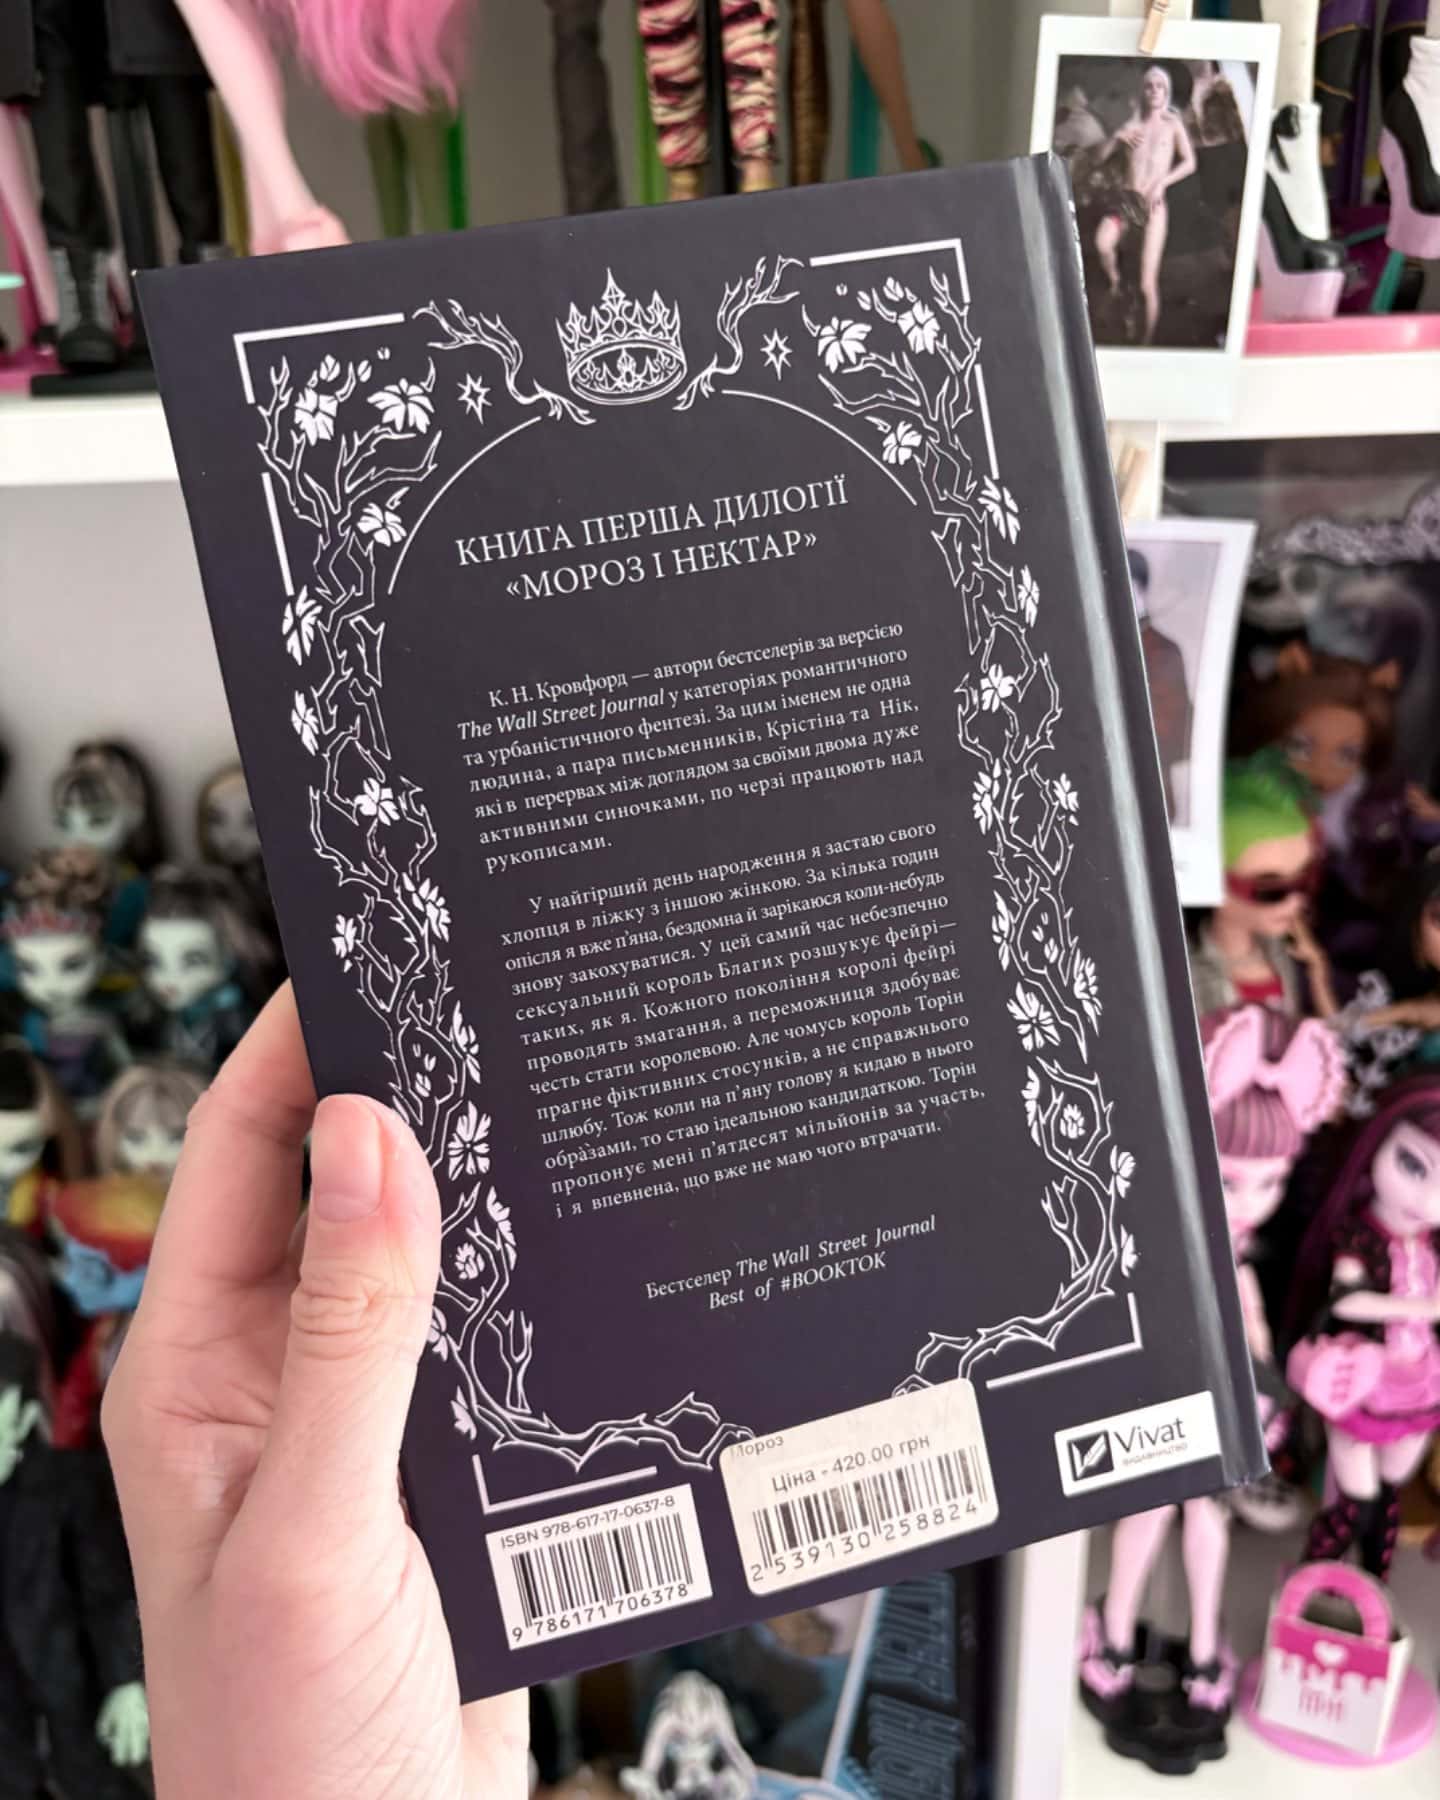 КНИГА ПЕРША ДИЛОГІЇ
«МОРОЗ І НЕКТАР»
К. Н. Кровфорд — автори бестселерів за версією
The Wall Street Journal у категоріях романтичного
та урбаністичного фентезі. За цим іменем не одна
людина, а пара письменників, Крістіна та Нік,
які в перервах між доглядом за своїми двома дуже
активними синочками, по черзі працюють над
рукописами.
У найгірший день народження я застаю свого
хлопця в ліжку з іншою жінкою. За кілька годин
опісля я вже п'яна, бездомна й зарікаюся коли-небудь
знову закохуватися. У цей самий час небезпечно
сексуальний король Благих розшукує фейрі—
таких, як я. Кожного покоління королі фейрі
проводять змагання, а переможниця здобуває
честь стати королевою. Але чомусь король Торін
прагне фіктивних стосунків, а не справжнього
шлюбу. Тож коли на п'яну голову я кидаю в нього
обра́зами, то стаю ідеальною кандидаткою. Торін
пропонує мені п'ятдесят мільйонів за участь,
і я впевнена, що вже не маю чого втрачати.
Бестселер The Wall Street Journal
Best of #BOOKTOK
ISBN 978-617-17-0637-8
9 786171 706378
Мороз
Ціна - 420.00 грн
2 539130 258824
Vivat
ВИДАВНИЦТВО